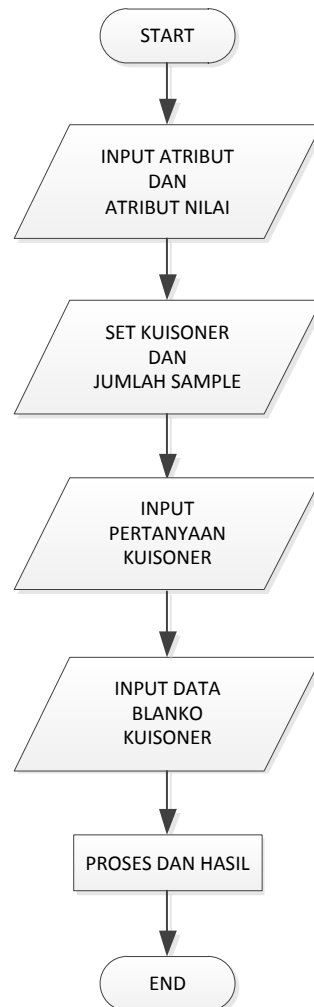 START
INPUT ATRIBUT
DAN
ATRIBUT NILAI
SET KUISONER
DAN
JUMLAH SAMPLE
INPUT
PERTANYAAN
KUISONER
INPUT DATA
BLANKO
KUISONER
PROSES DAN HASIL
END